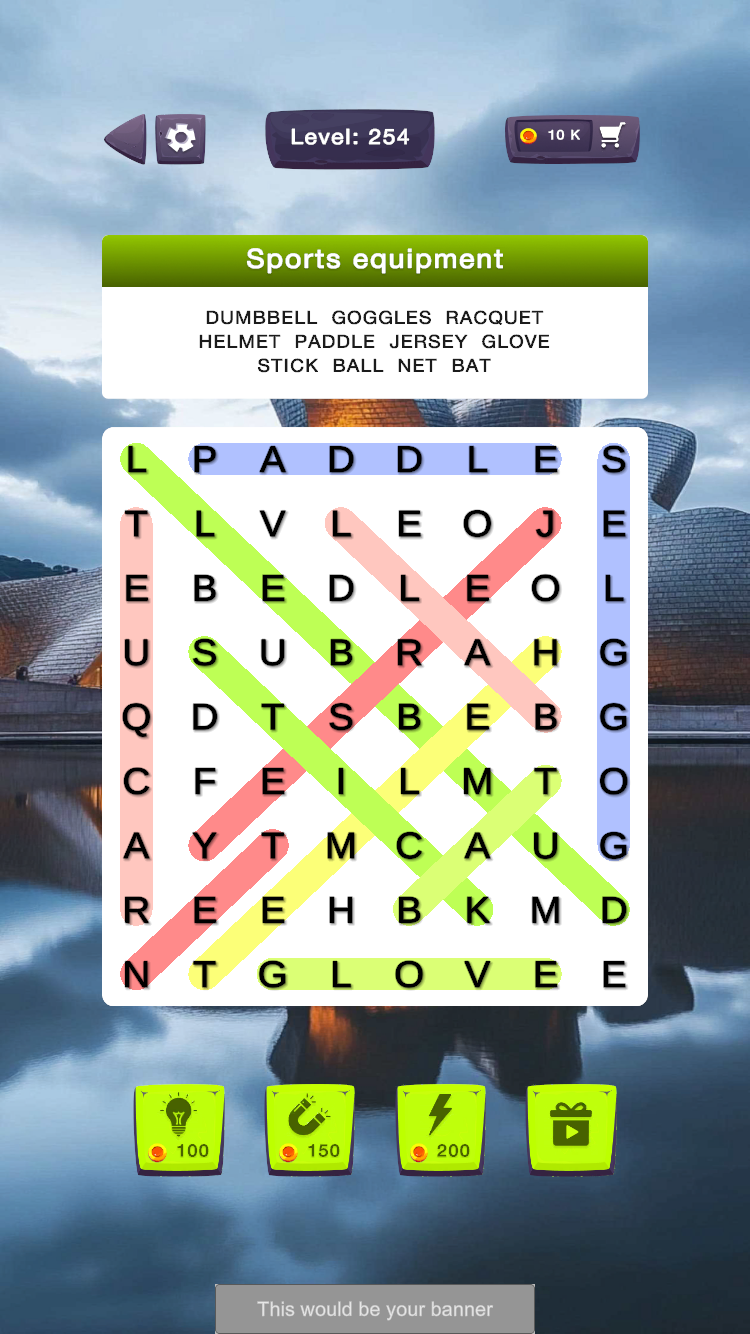 Level: 254
10 K
Sports equipment
DUMBBELL GOGGLES RACQUET
HELMET PADDLE JERSEY GLOVE
STICK BALL NET BAT
L P A D D L E S
T L V L E O J E
E B E D L E O L
U S U B R A H G
Q D T S B E B G
C F E I L M T O
A Y T M C A U G
R E E H B K M D
N T G L O V E E
100 150 200
This would be your banner